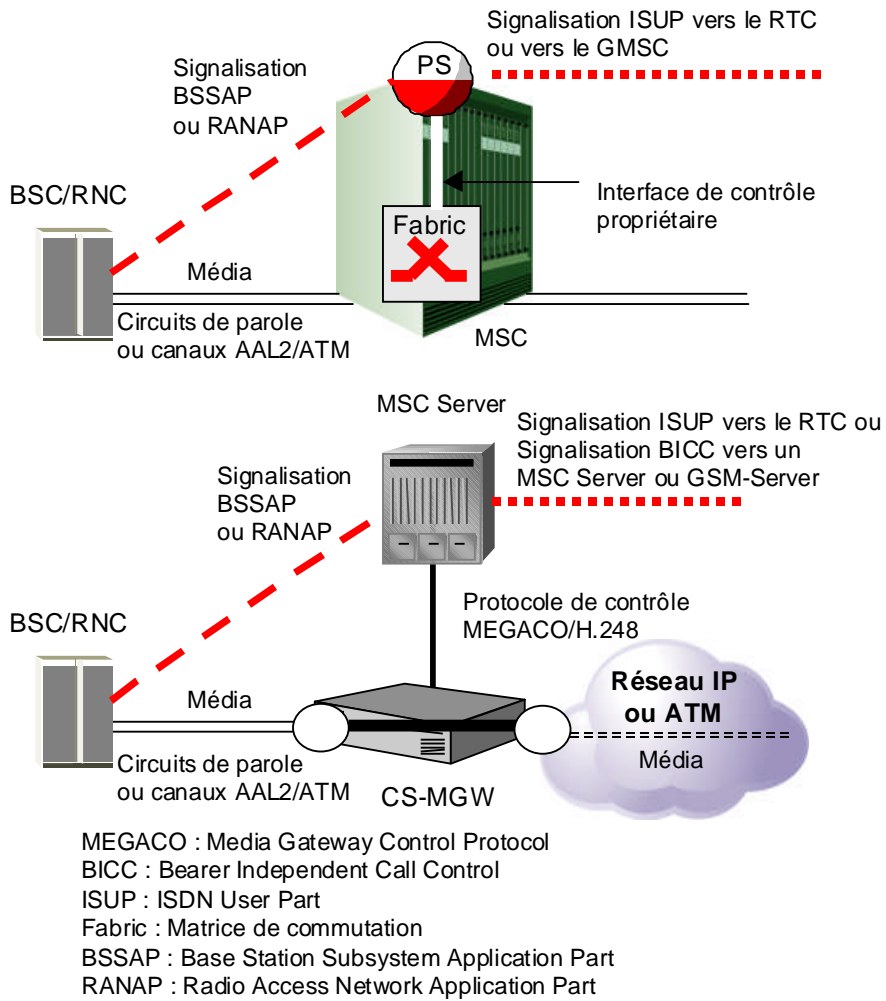 Signalisation ISUP vers le RTC
ou vers le GMSC
PS
Signalisation
BSSAP
ou RANAP
BSC/RNC
Interface de contrôle
propriétaire
Fabric
Média
Circuits de parole
ou canaux AAL2/ATM
MSC
MSC Server
Signalisation ISUP vers le RTC ou
Signalisation BICC vers un
MSC Server ou GSM-Server
Signalisation
BSSAP
ou RANAP
Protocole de contrôle
MEGACO/H.248
BSC/RNC
Réseau IP
ou ATM
Média
Média
Circuits de parole
ou canaux AAL2/ATM
CS-MGW
MEGACO : Media Gateway Control Protocol
BICC : Bearer Independent Call Control
ISUP : ISDN User Part
Fabric : Matrice de commutation
BSSAP : Base Station Subsystem Application Part
RANAP : Radio Access Network Application Part